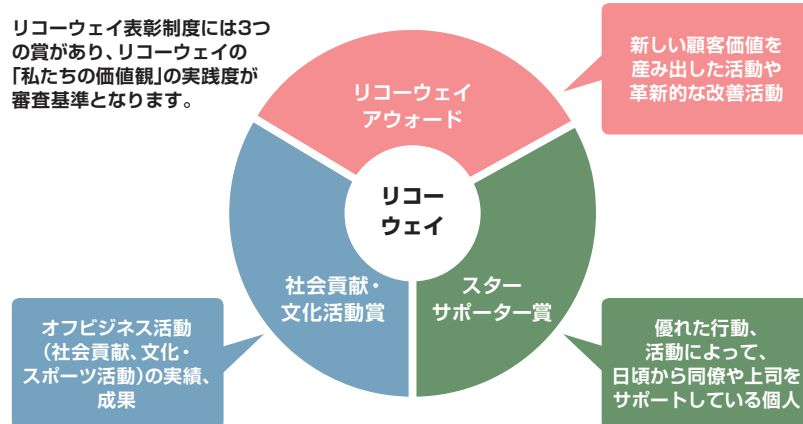 リコーウェイ表彰制度には3つ
の賞があり、リコーウェイの
「私たちの価値観」の実践度が
審査基準となります。
新しい顧客価値を
産み出した活動や
革新的な改善活動
リコーウェイ
アウォード
リコー
ウェイ
社会貢献・
文化活動賞
スター
サポーター賞
オフビジネス活動
（社会貢献、文化・
スポーツ活動）の実績、
成果
優れた行動、
活動によって、
日頃から同僚や上司を
サポートしている個人